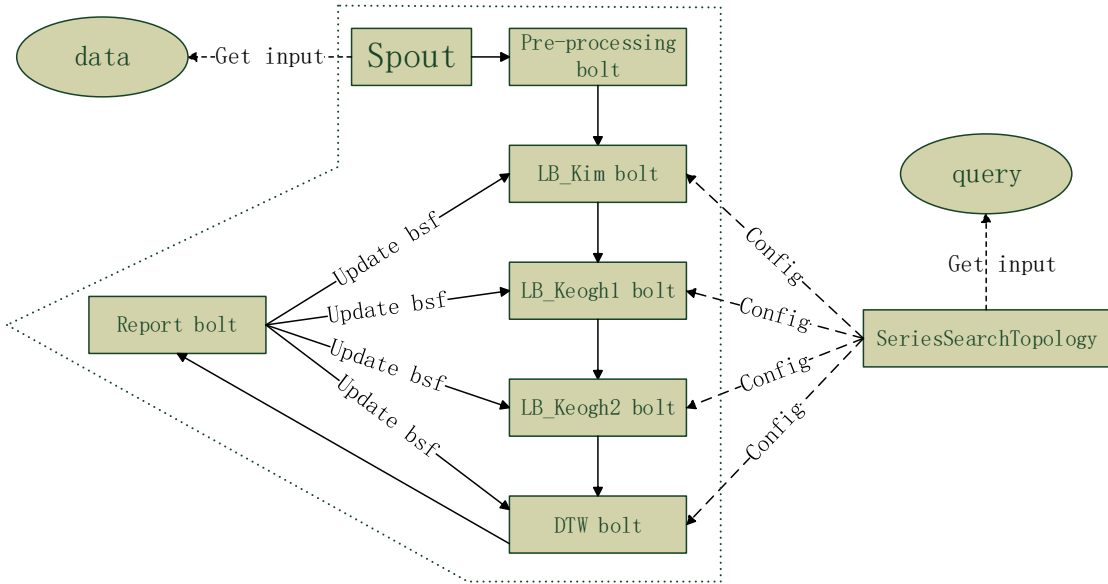 data
Get input
Spout
Pre-processing
bolt
LB_Kim bolt
query
Update bsf
Config
Get input
LB_Keogh1 bolt
Update bsf
Config
Report bolt
SeriesSearchTopology
Update bsf
Config
LB_Keogh2 bolt
Update bsf
Config
DTW bolt